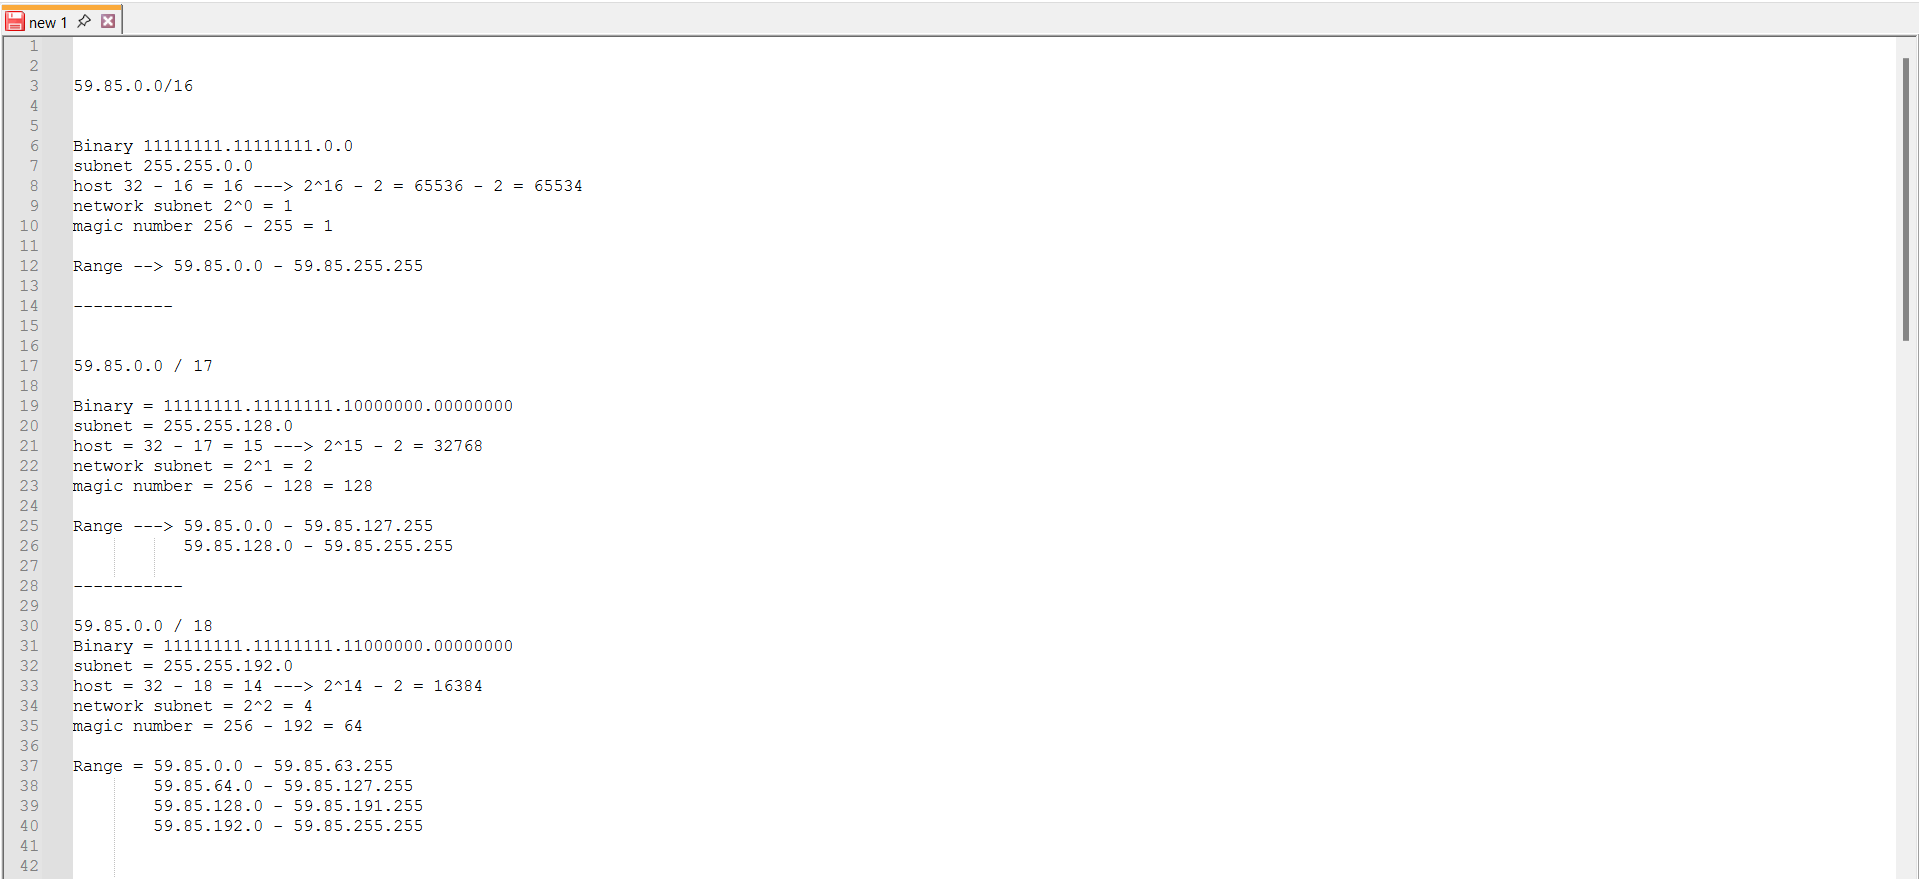 new 1
1
2
3 59.85.0.0/16
4
5
6 Binary 11111111.11111111.0.0
7 subnet 255.255.0.0
8 host 32 - 16 = 16 ---> 2^16 - 2 = 65536 - 2 = 65534
9 network subnet 2^0 = 1
10 magic number 256 - 255 = 1
11
12 Range --> 59.85.0.0 - 59.85.255.255
13
14 ----------
15
16
17 59.85.0.0 / 17
18
19 Binary = 11111111.11111111.10000000.00000000
20 subnet = 255.255.128.0
21 host = 32 - 17 = 15 ---> 2^15 - 2 = 32768
22 network subnet = 2^1 = 2
23 magic number = 256 - 128 = 128
24
25 Range ---> 59.85.0.0 - 59.85.127.255
26 59.85.128.0 - 59.85.255.255
27
28 -----------
29
30 59.85.0.0 / 18
31 Binary = 11111111.11111111.11000000.00000000
32 subnet = 255.255.192.0
33 host = 32 - 18 = 14 ---> 2^14 - 2 = 16384
34 network subnet = 2^2 = 4
35 magic number = 256 - 192 = 64
36
37 Range = 59.85.0.0 - 59.85.63.255
38 59.85.64.0 - 59.85.127.255
39 59.85.128.0 - 59.85.191.255
40 59.85.192.0 - 59.85.255.255
41
42